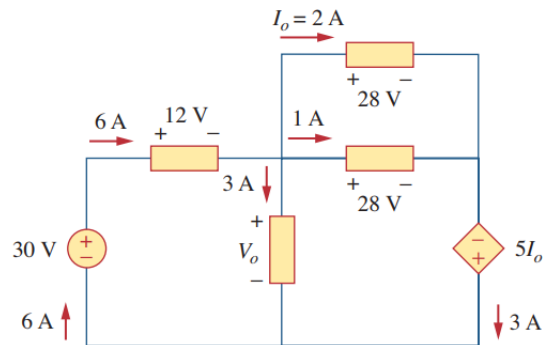 I_o = 2 A
+ −
28 V
6 A
12 V
+ −
1 A
+ −
28 V
3 A
30 V
+
−
+
V_o
−
−
+
5I_o
6 A
3 A